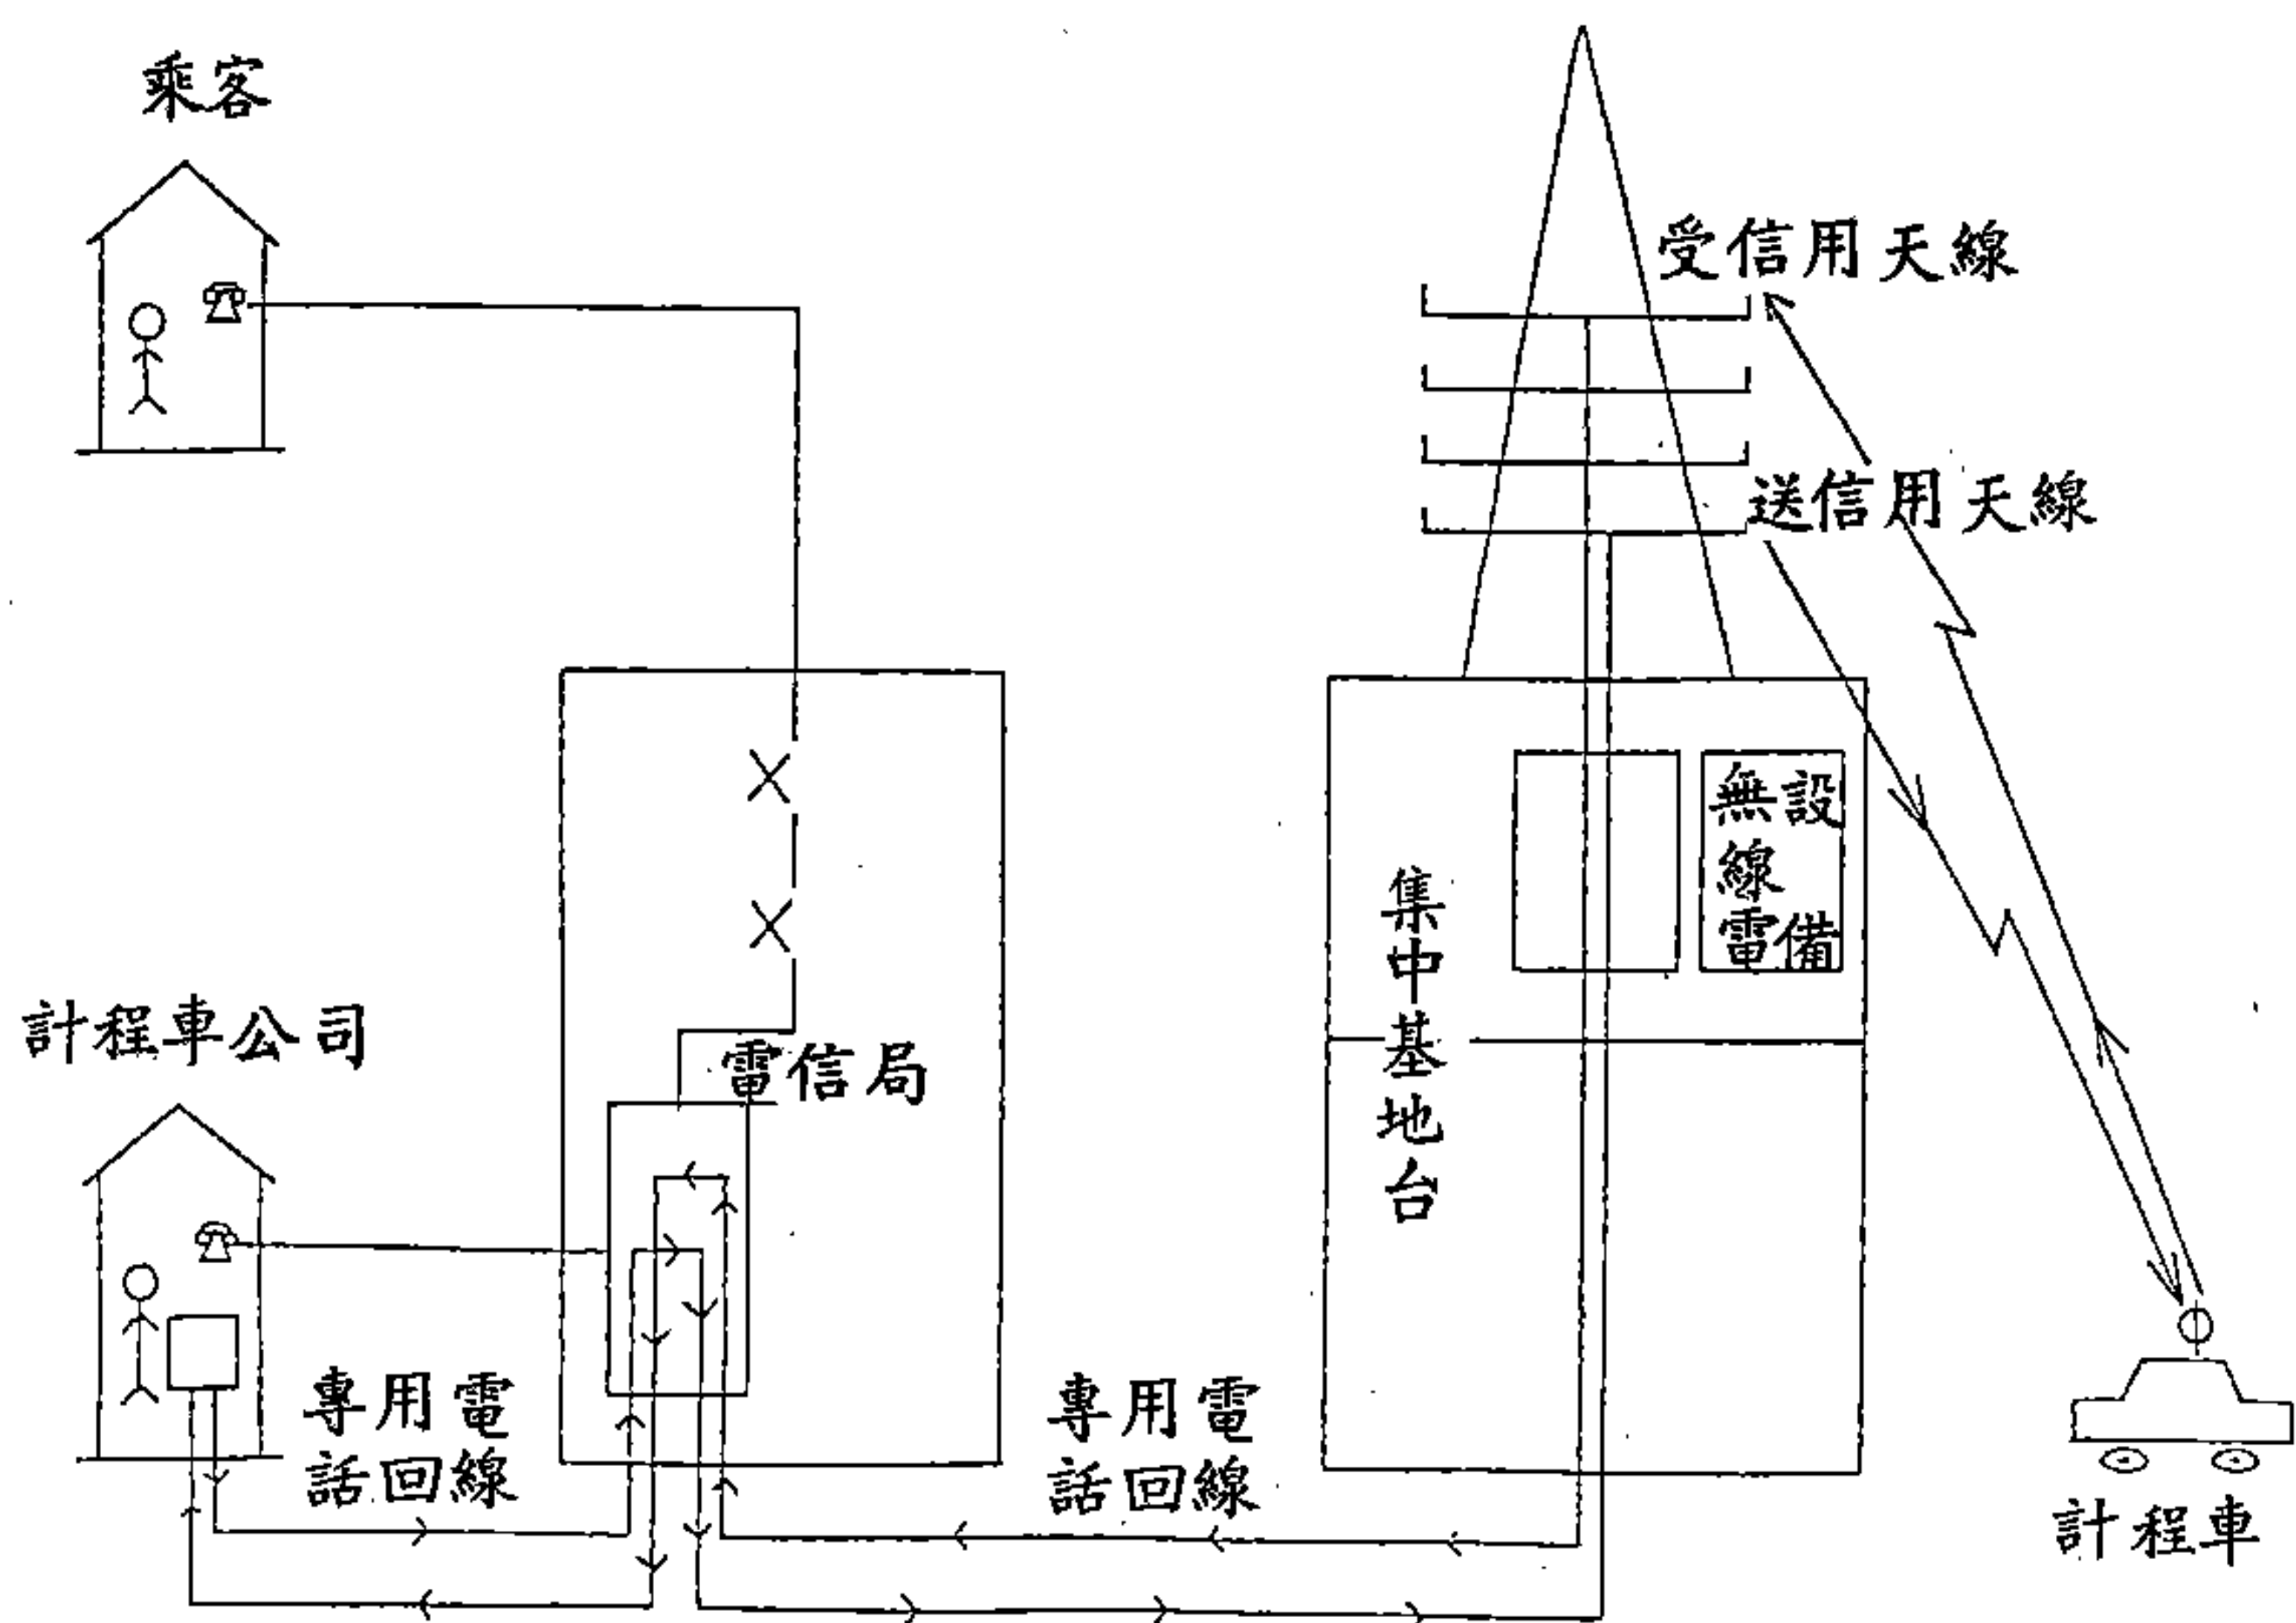 乘客
受信用天線
送信用天線
無設
線
電備
集中基地台
計程車公司
電信局
專用電
話回線
專用電
話回線
計程車